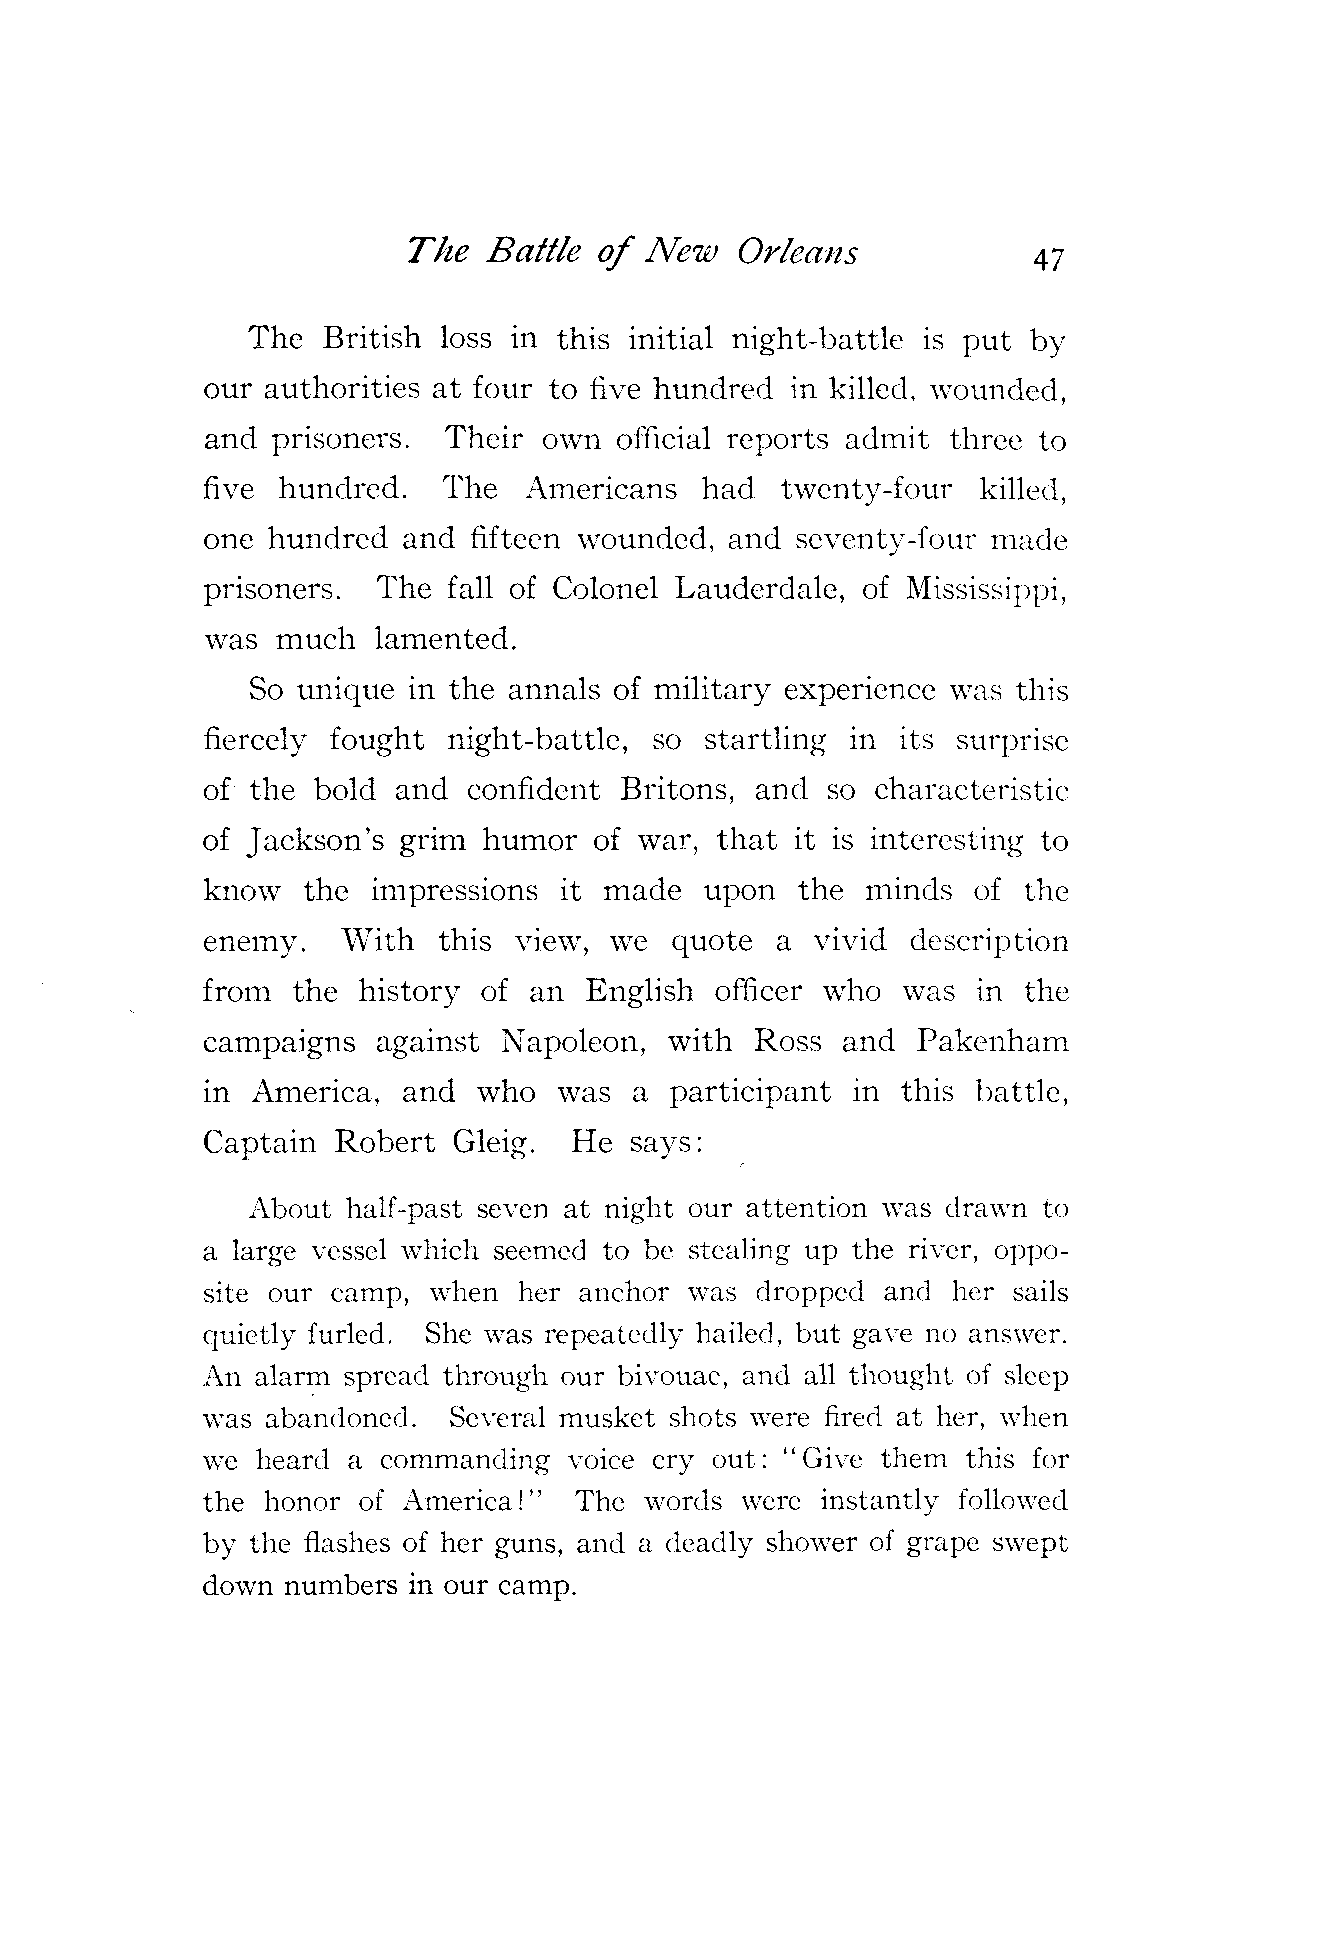 The Battle of New Orleans 47
The British loss in this initial night-battle is put by
our authorities at four to five hundred in killed, wounded,
and prisoners. Their own official reports admit three to
five hundred. The Americans had twenty-four killed,
one hundred and fifteen wounded, and seventy-four made
prisoners. The fall of Colonel Lauderdale, of Mississippi,
was much lamented.
So unique in the annals of military experience was this
fiercely fought night-battle, so startling in its surprise
of the bold and confident Britons, and so characteristic
of Jackson's grim humor of war, that it is interesting to
know the impressions it made upon the minds of the
enemy. With this view, we quote a vivid description
from the history of an English officer who was in the
campaigns against Napoleon, with Ross and Pakenham
in America, and who was a participant in this battle,
Captain Robert Gleig. He says:
About half-past seven at night our attention was drawn to
a large vessel which seemed to be stealing up the river, oppo-
site our camp, when her anchor was dropped and her sails
quietly furled. She was repeatedly hailed, but gave no answer.
An alarm spread through our bivouac, and all thought of sleep
was abandoned. Several musket shots were fired at her, when
we heard a commanding voice cry out: "Give them this for
the honor of America!" The words were instantly followed
by the flashes of her guns, and a deadly shower of grape swept
down numbers in our camp.